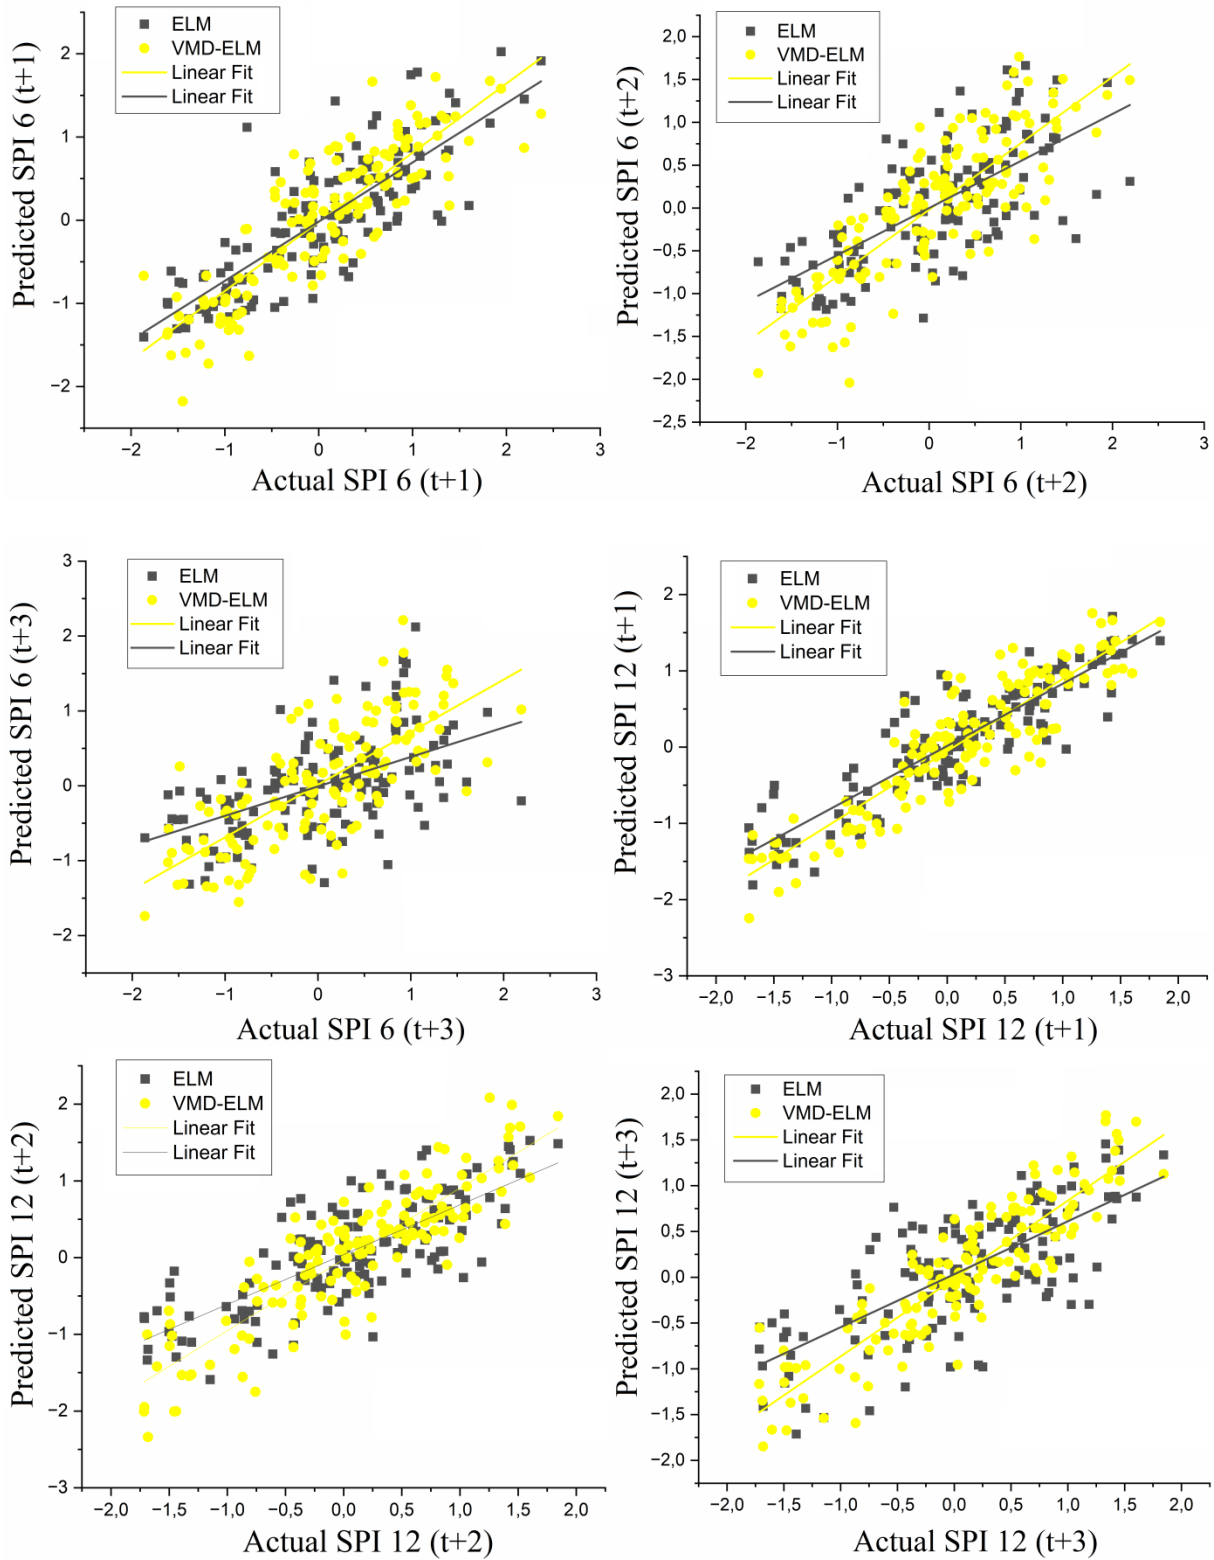 ELM
VMD-ELM
Linear Fit
Linear Fit
Predicted SPI 6 (t+1)
2
1
0
−1
−2
−2
−1
0
1
2
3
Actual SPI 6 (t+1)
ELM
VMD-ELM
Linear Fit
Linear Fit
Predicted SPI 6 (t+2)
2,0
1,5
1,0
0,5
0,0
−0,5
−1,0
−1,5
−2,0
−2,5
−2
−1
0
1
2
3
Actual SPI 6 (t+2)
ELM
VMD-ELM
Linear Fit
Linear Fit
Predicted SPI 6 (t+3)
3
2
1
0
−1
−2
−2
−1
0
1
2
3
Actual SPI 6 (t+3)
ELM
VMD-ELM
Linear Fit
Linear Fit
Predicted SPI 12 (t+1)
2
1
0
−1
−2
−3
−2,0
−1,5
−1,0
−0,5
0,0
0,5
1,0
1,5
2,0
Actual SPI 12 (t+1)
ELM
VMD-ELM
Linear Fit
Linear Fit
Predicted SPI 12 (t+2)
2
1
0
−1
−2
−3
−2,0
−1,5
−1,0
−0,5
0,0
0,5
1,0
1,5
2,0
Actual SPI 12 (t+2)
ELM
VMD-ELM
Linear Fit
Linear Fit
Predicted SPI 12 (t+3)
2,0
1,5
1,0
0,5
0,0
−0,5
−1,0
−1,5
−2,0
−2,0
−1,5
−1,0
−0,5
0,0
0,5
1,0
1,5
2,0
Actual SPI 12 (t+3)